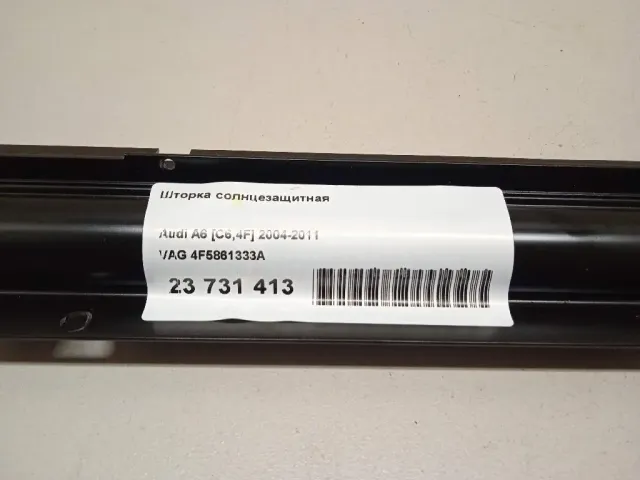 Шторка солнцезащитная
Audi A6 [C6,4F] 2004-2011
VAG 4F5861333A
23 731 413